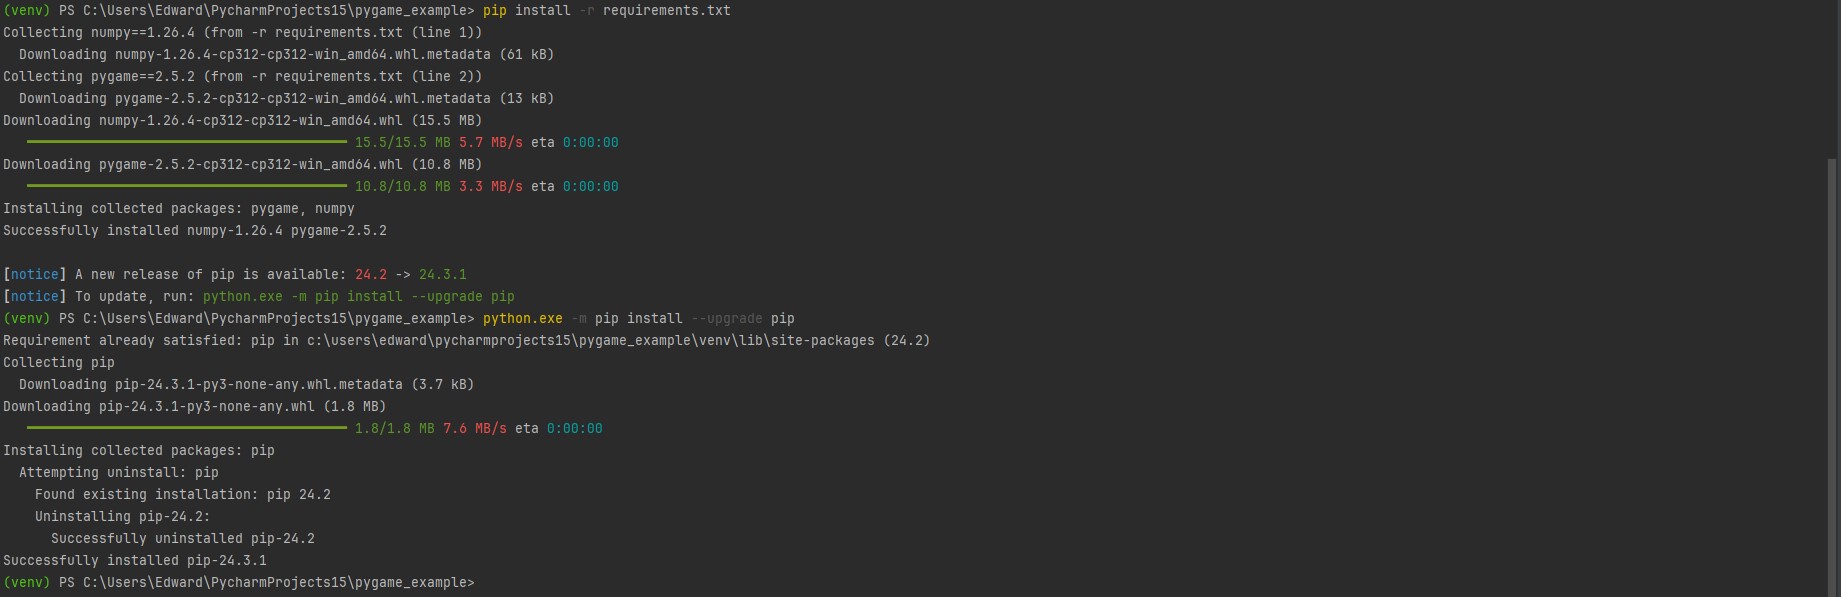 (venv) PS C:\Users\Edward\PycharmProjects15\pygame_example> pip install -r requirements.txt
Collecting numpy==1.26.4 (from -r requirements.txt (line 1))
  Downloading numpy-1.26.4-cp312-cp312-win_amd64.whl.metadata (61 kB)
Collecting pygame==2.5.2 (from -r requirements.txt (line 2))
  Downloading pygame-2.5.2-cp312-cp312-win_amd64.whl.metadata (13 kB)
Downloading numpy-1.26.4-cp312-cp312-win_amd64.whl (15.5 MB)
15.5/15.5 MB 5.7 MB/s eta 0:00:00
Downloading pygame-2.5.2-cp312-cp312-win_amd64.whl (10.8 MB)
10.8/10.8 MB 3.3 MB/s eta 0:00:00
Installing collected packages: pygame, numpy
Successfully installed numpy-1.26.4 pygame-2.5.2
[notice] A new release of pip is available: 24.2 -> 24.3.1
[notice] To update, run: python.exe -m pip install --upgrade pip
(venv) PS C:\Users\Edward\PycharmProjects15\pygame_example> python.exe -m pip install --upgrade pip
Requirement already satisfied: pip in c:\users\edward\pycharmprojects15\pygame_example\venv\lib\site-packages (24.2)
Collecting pip
  Downloading pip-24.3.1-py3-none-any.whl.metadata (3.7 kB)
Downloading pip-24.3.1-py3-none-any.whl (1.8 MB)
1.8/1.8 MB 7.6 MB/s eta 0:00:00
Installing collected packages: pip
  Attempting uninstall: pip
    Found existing installation: pip 24.2
    Uninstalling pip-24.2:
      Successfully uninstalled pip-24.2
Successfully installed pip-24.3.1
(venv) PS C:\Users\Edward\PycharmProjects15\pygame_example>